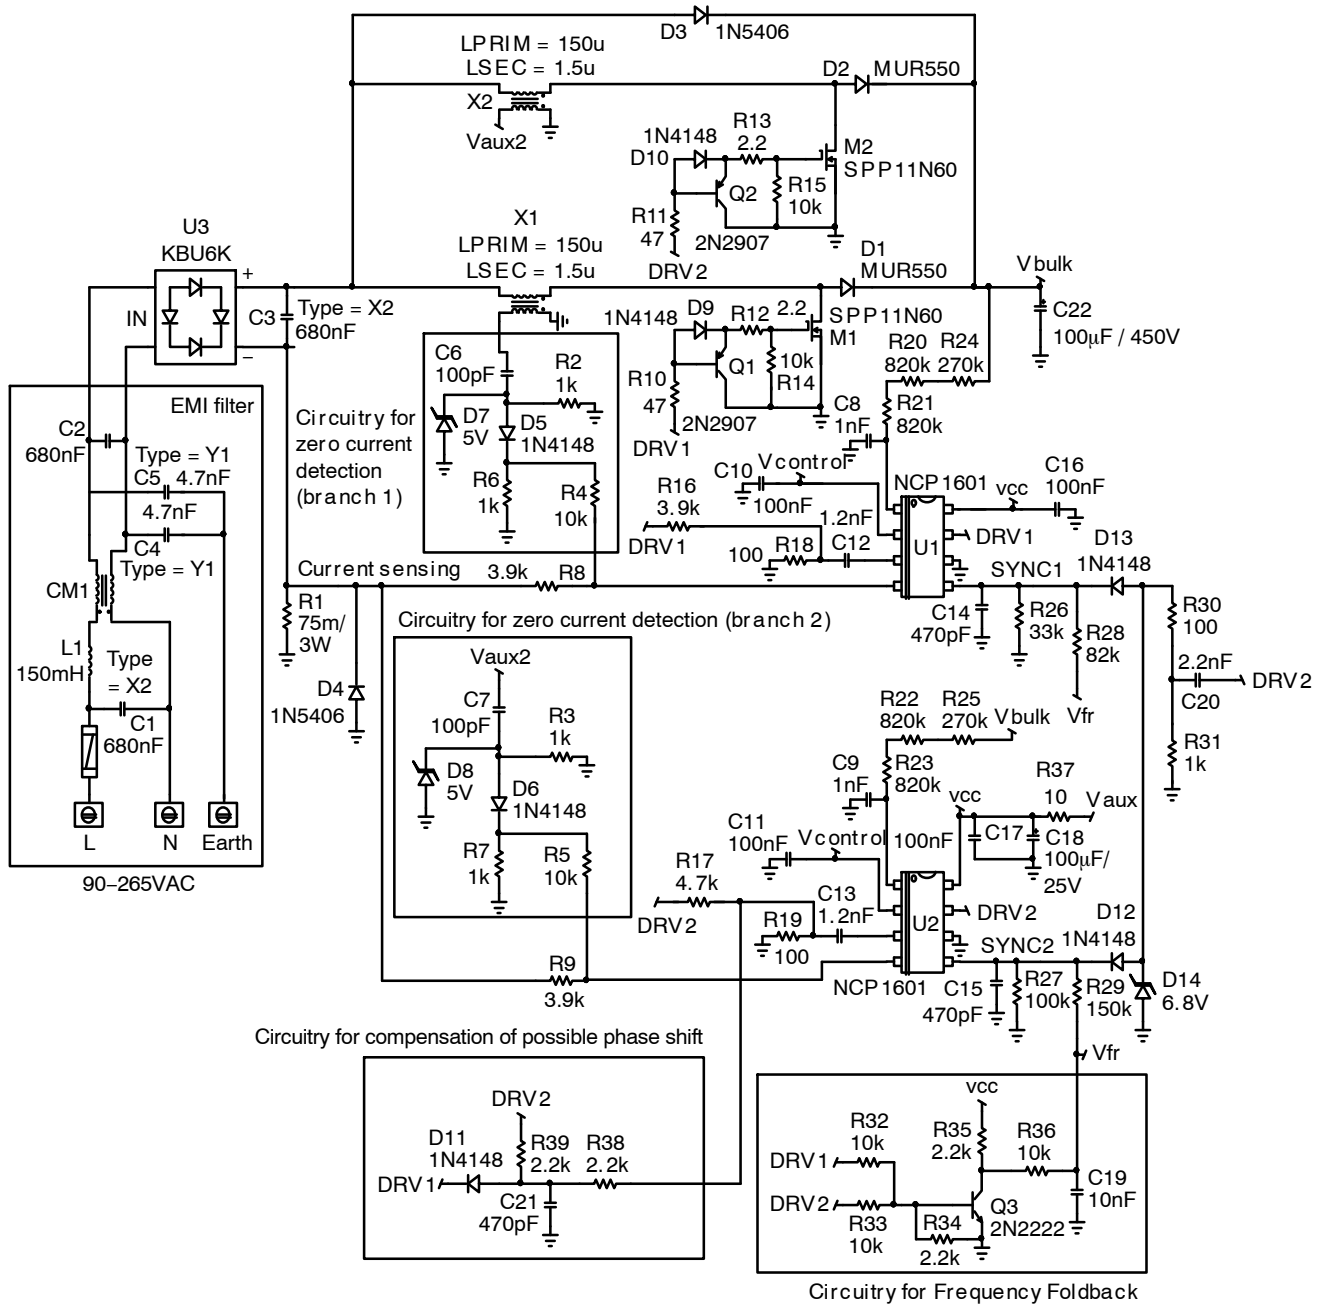 D3 1N5406
LPRIM = 150u
LSEC = 1.5u
X2
Vaux2
D2 MUR550
1N4148
D10
R13
2.2
M2
SPP11N60
R15
10k
Q2
R11
47
2N2907
DRV2
U3
KBU6K
IN
+
−
C3
Type = X2
680nF
X1
LPRIM = 150u
LSEC = 1.5u
D1
MUR550
Vbulk
C22
100μF / 450V
1N4148
D9
R12
2.2
SPP11N60
M1
10k
R14
Q1
R10
47
2N2907
DRV1
R20
820k
R24
270k
R21
820k
C8
1nF
EMI filter
C2
680nF
Type = Y1
C5 4.7nF
4.7nF
C4
Type = Y1
CM1
L1
150mH
Type
= X2
C1
680nF
L
N
Earth
90–265VAC
Circuitry for
zero current
detection
(branch 1)
C6
100pF
R2
1k
D7
5V
D5
1N4148
R6
1k
R4
10k
C10
100nF
Vcontrol
R16
3.9k
DRV1
1.2nF
C12
100
R18
NCP1601
U1
vcc
C16
100nF
DRV1
D13
1N4148
SYNC1
C14
470pF
R26
33k
R28
82k
Vfr
R30
100
2.2nF
C20
DRV2
R31
1k
Current sensing
3.9k
R8
R1
75m/
3W
D4
1N5406
Circuitry for zero current detection (branch 2)
Vaux2
C7
100pF
R3
1k
D8
5V
D6
1N4148
R7
1k
R5
10k
R9
3.9k
R22
820k
R25
270k
Vbulk
R23
820k
C9
1nF
C11
100nF
Vcontrol
100nF
vcc
R37
10
Vaux
C17
C18
100μF/
25V
R17
4.7k
DRV2
C13
1.2nF
R19
100
U2
NCP1601
DRV2
D12
1N4148
SYNC2
C15
470pF
R27
100k
R29
150k
D14
6.8V
Vfr
Circuitry for compensation of possible phase shift
DRV2
D11
1N4148
DRV1
R39
2.2k
R38
2.2k
C21
470pF
vcc
R32
10k
DRV1
DRV2
R33
10k
R35
2.2k
R36
10k
R34
2.2k
Q3
2N2222
C19
10nF
Circuitry for Frequency Foldback